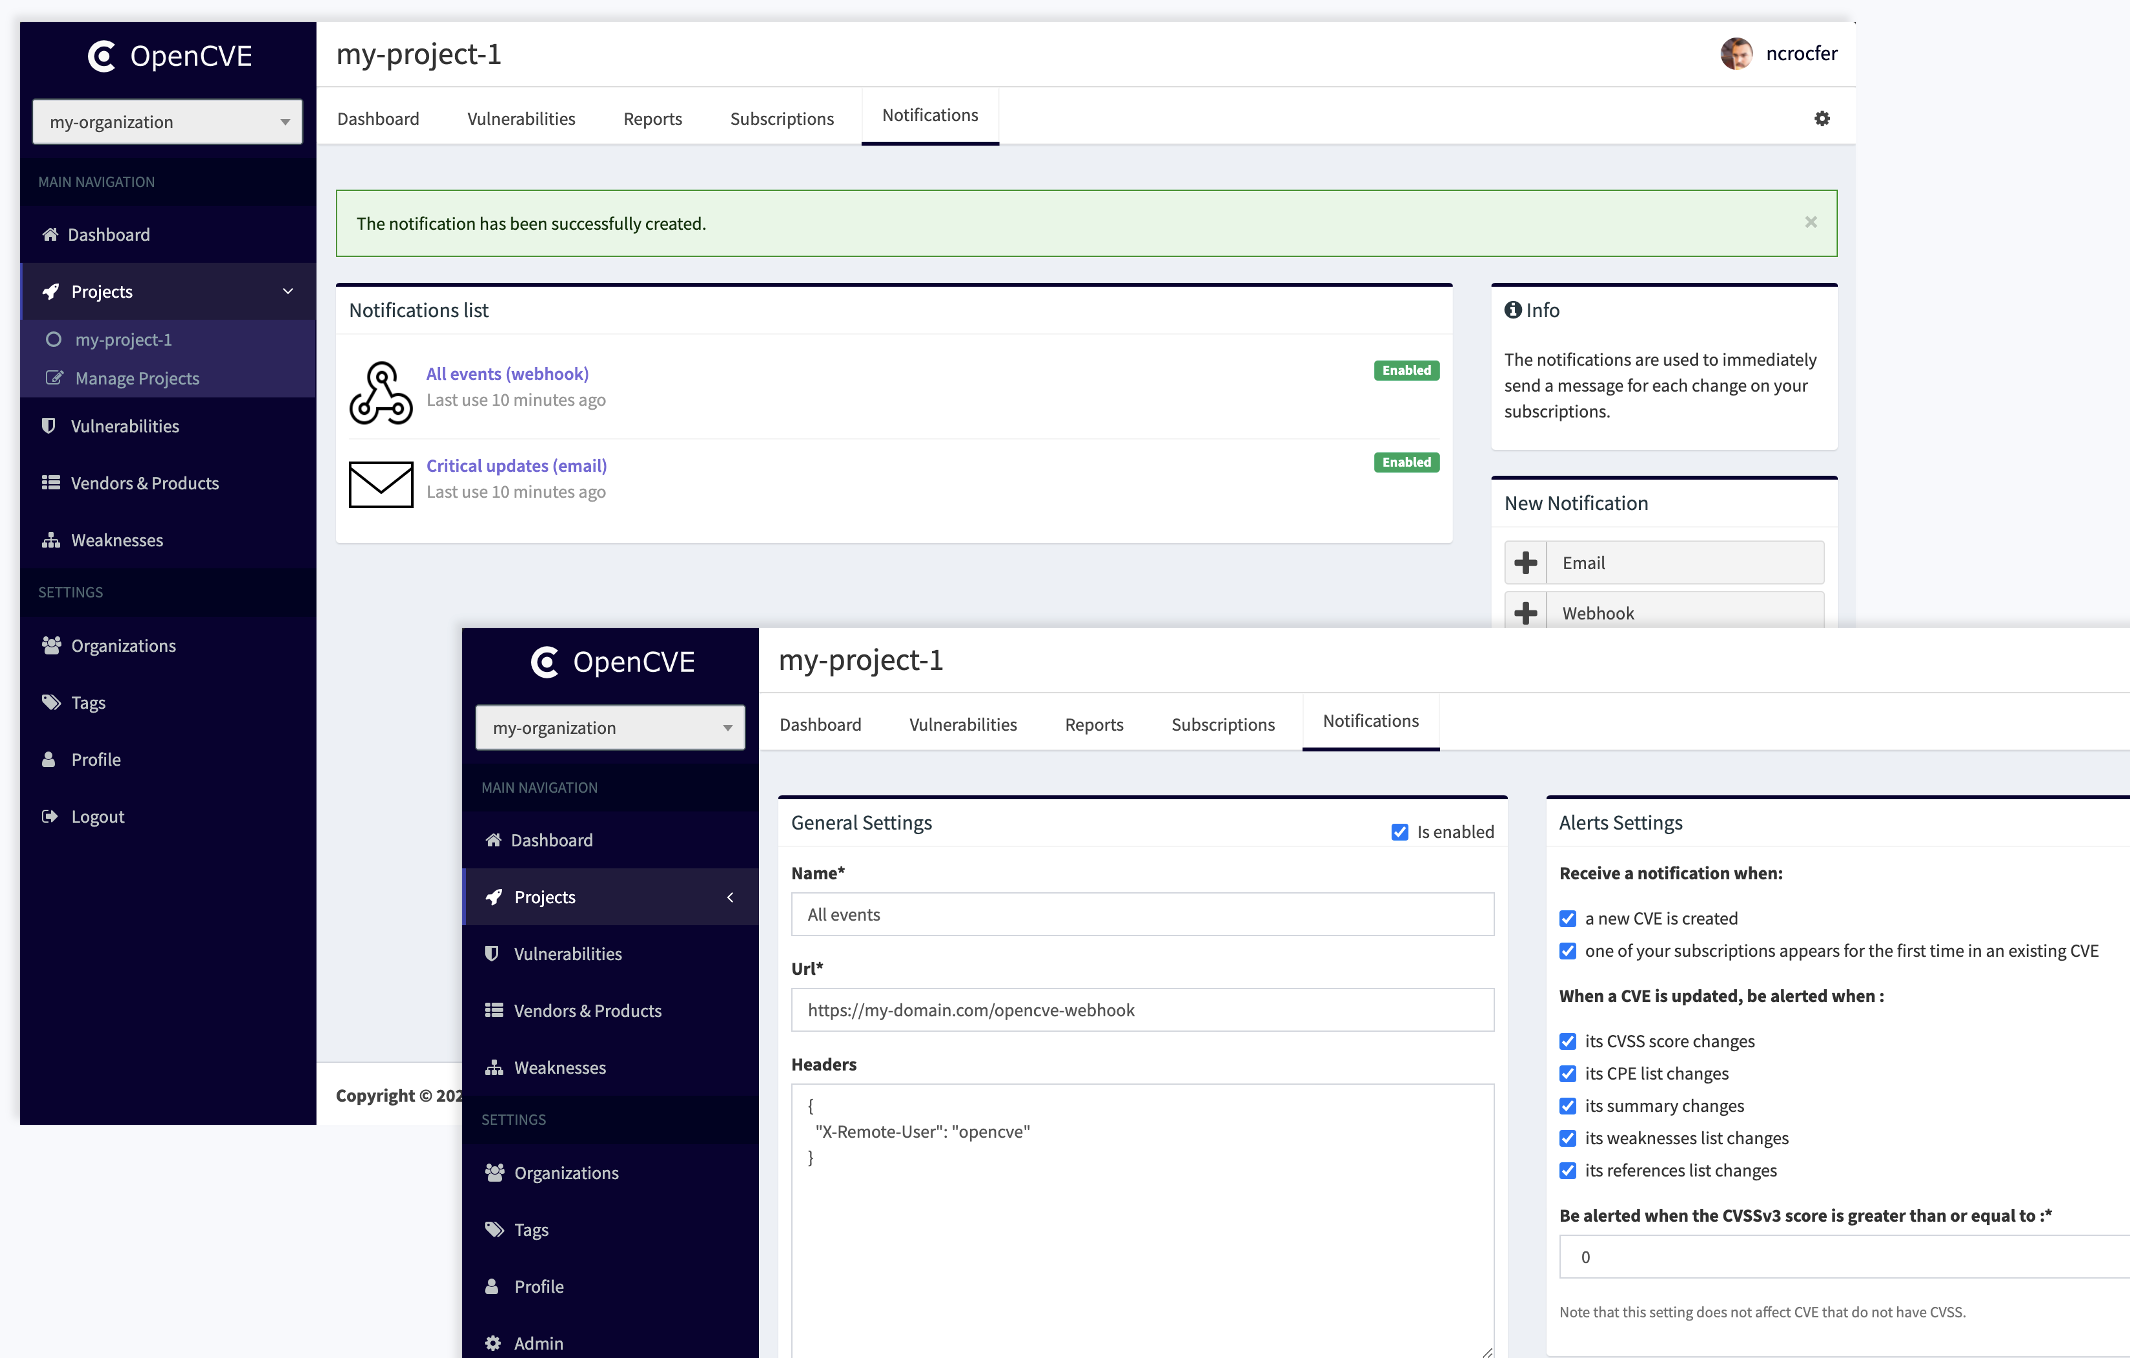 OpenCVE
my-organization
MAIN NAVIGATION
Dashboard
Projects
my-project-1
Manage Projects
Vulnerabilities
Vendors & Products
Weaknesses
SETTINGS
Organizations
Tags
Profile
Logout
my-project-1
ncrocfer
Dashboard
Vulnerabilities
Reports
Subscriptions
Notifications
The notification has been successfully created.
×
Notifications list
All events (webhook)
Enabled
Last use 10 minutes ago
Critical updates (email)
Enabled
Last use 10 minutes ago
Info
The notifications are used to immediately
send a message for each change on your
subscriptions.
New Notification
Email
Webhook
Copyright ©
OpenCVE
my-organization
MAIN NAVIGATION
Dashboard
Projects
Vulnerabilities
Vendors & Products
Weaknesses
SETTINGS
Organizations
Tags
Profile
Admin
my-project-1
Dashboard
Vulnerabilities
Reports
Subscriptions
Notifications
General Settings
Is enabled
Name*
All events
Url*
https://my-domain.com/opencve-webhook
Headers
{
"X-Remote-User": "opencve"
}
Alerts Settings
Receive a notification when:
a new CVE is created
one of your subscriptions appears for the first time in an existing CVE
When a CVE is updated, be alerted when :
its CVSS score changes
its CPE list changes
its summary changes
its weaknesses list changes
its references list changes
Be alerted when the CVSSv3 score is greater than or equal to :*
0
Note that this setting does not affect CVE that do not have CVSS.